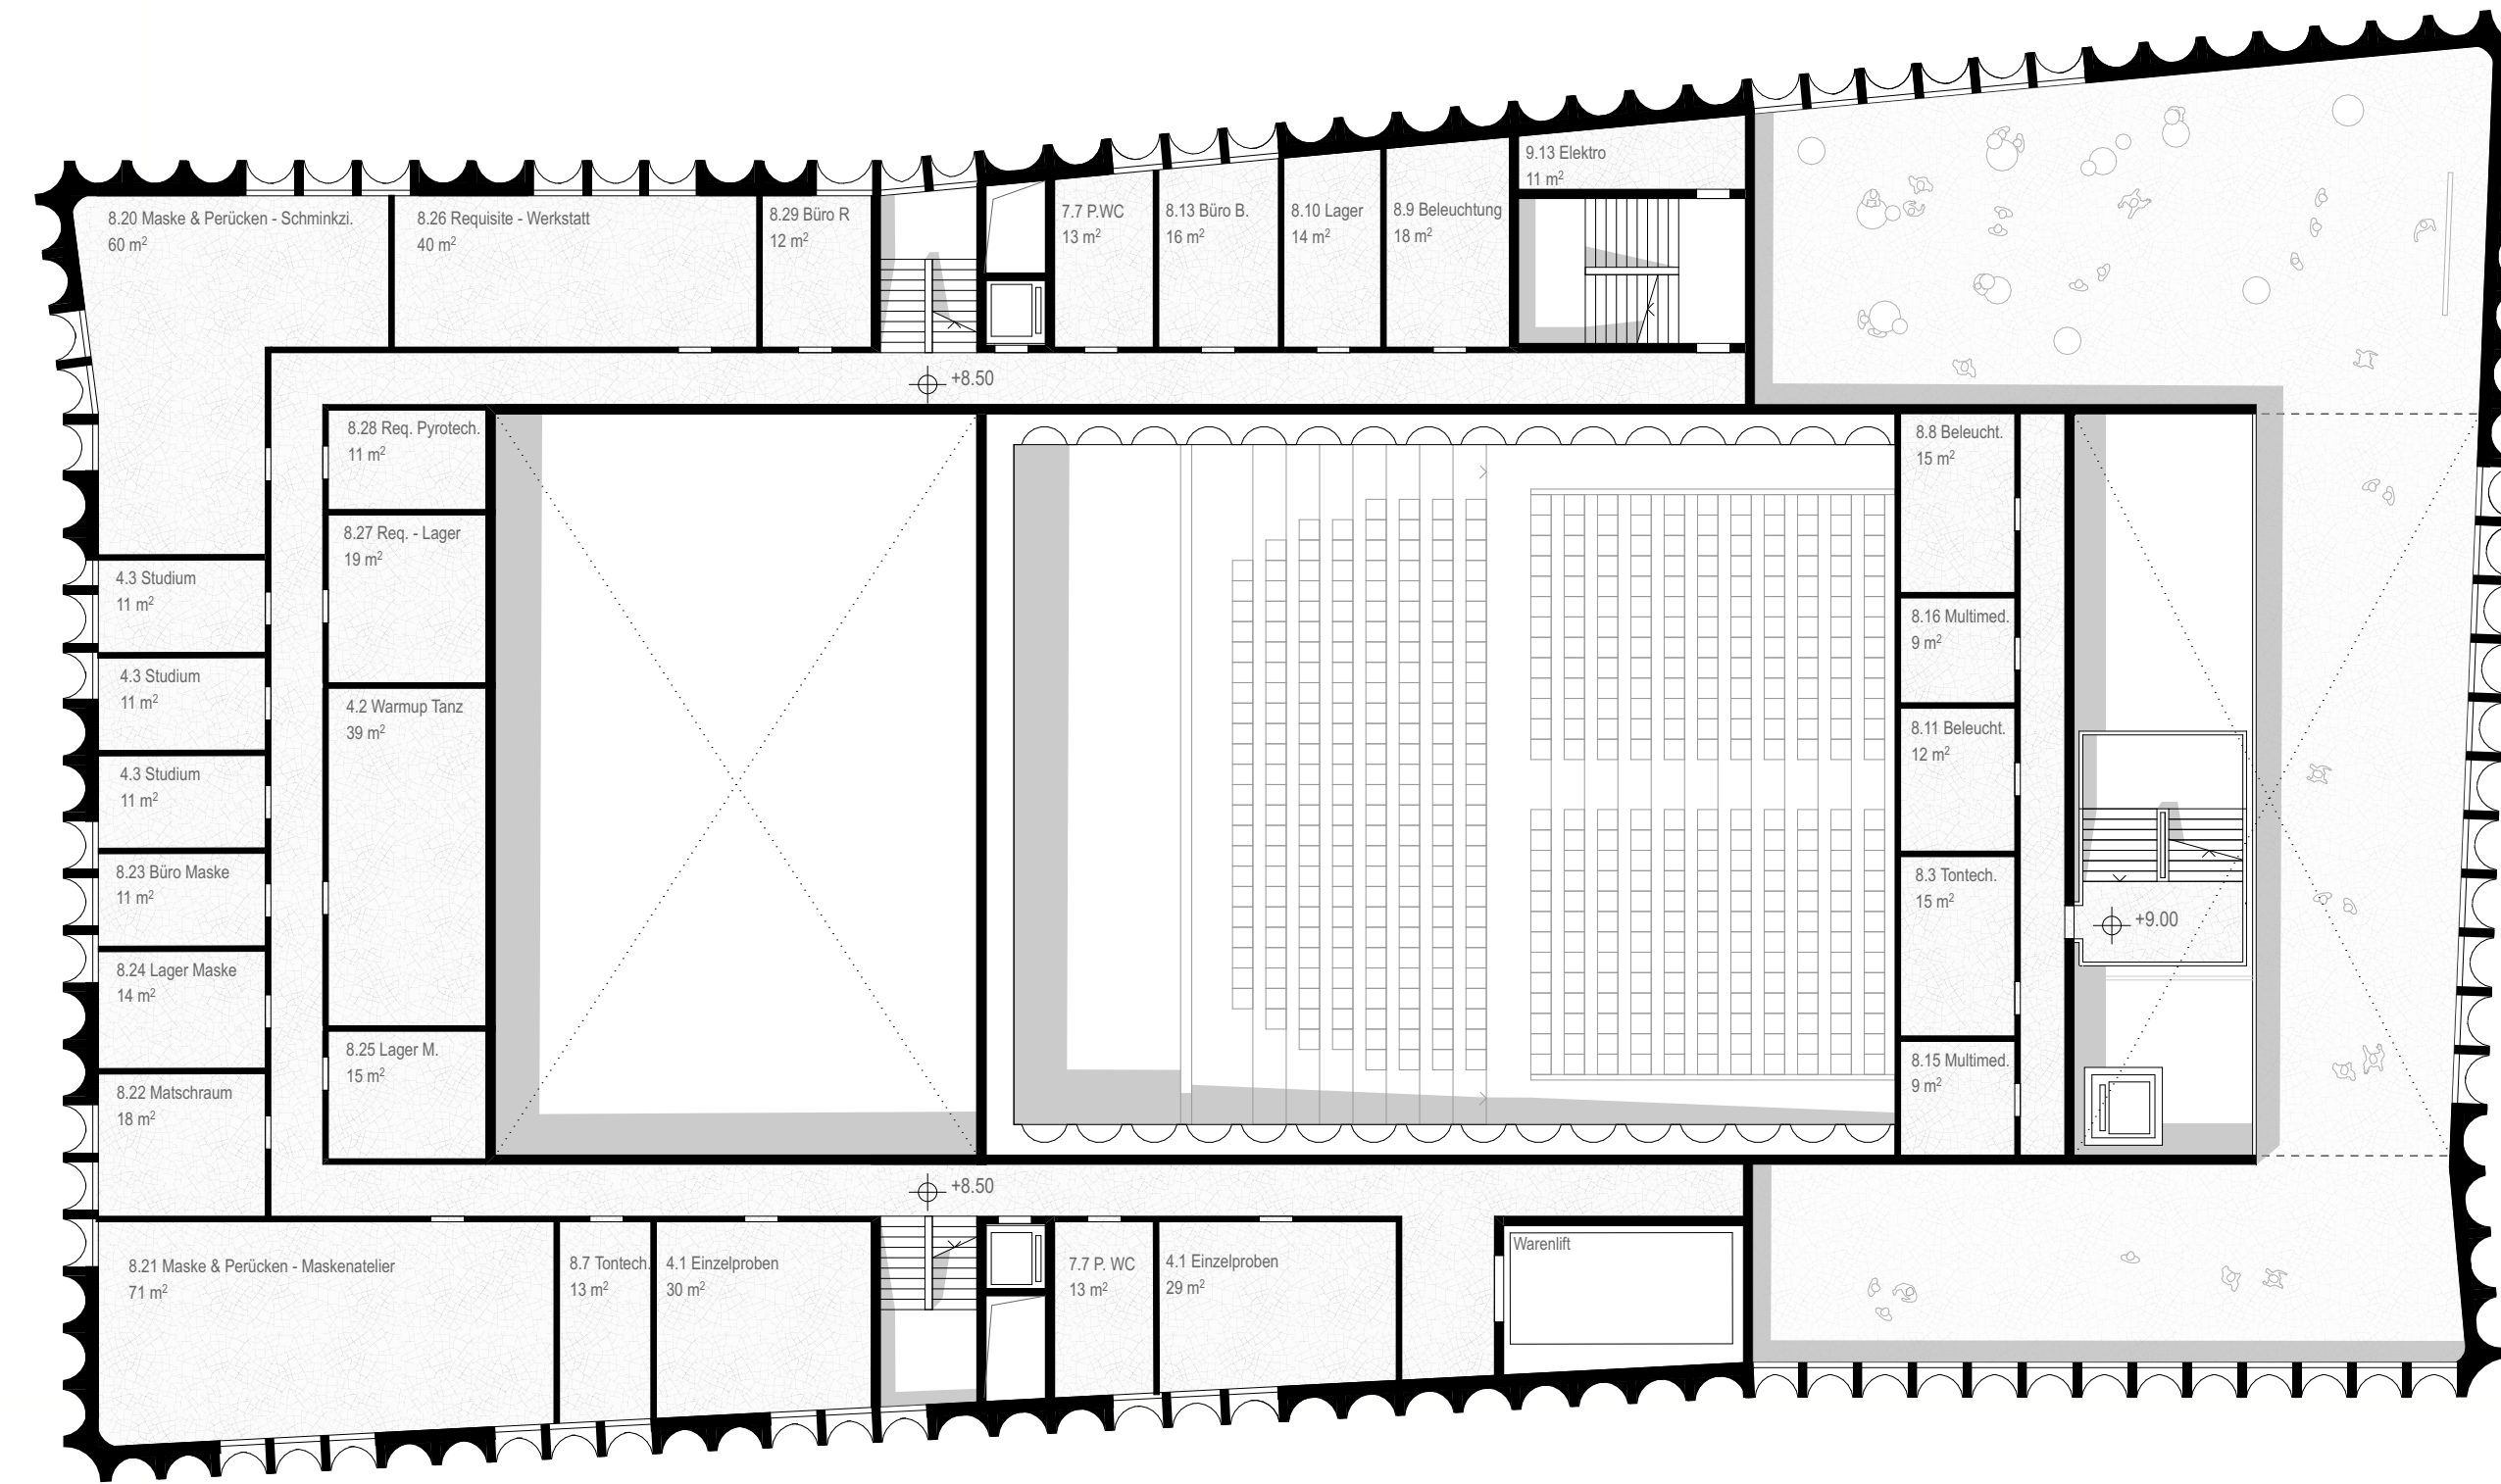 8.20 Maske & Perücken - Schminkzi.
60 m²
8.26 Requisite - Werkstatt
40 m²
8.29 Büro R
12 m²
7.7 P.WC
13 m²
8.13 Büro B.
16 m²
8.10 Lager
14 m²
8.9 Beleuchtung
18 m²
9.13 Elektro
11 m²
+8.50
8.28 Req. Pyrotech.
11 m²
8.27 Req. - Lager
19 m²
4.2 Warmup Tanz
39 m²
8.25 Lager M.
15 m²
4.3 Studium
11 m²
4.3 Studium
11 m²
4.3 Studium
11 m²
8.23 Büro Maske
11 m²
8.24 Lager Maske
14 m²
8.22 Matschraum
18 m²
8.8 Beleucht.
15 m²
8.16 Multimed.
9 m²
8.11 Beleucht.
12 m²
8.3 Tontech.
15 m²
8.15 Multimed.
9 m²
+9.00
+8.50
8.21 Maske & Perücken - Maskenatelier
71 m²
8.7 Tontech.
13 m²
4.1 Einzelproben
30 m²
7.7 P. WC
13 m²
4.1 Einzelproben
29 m²
Warenlift